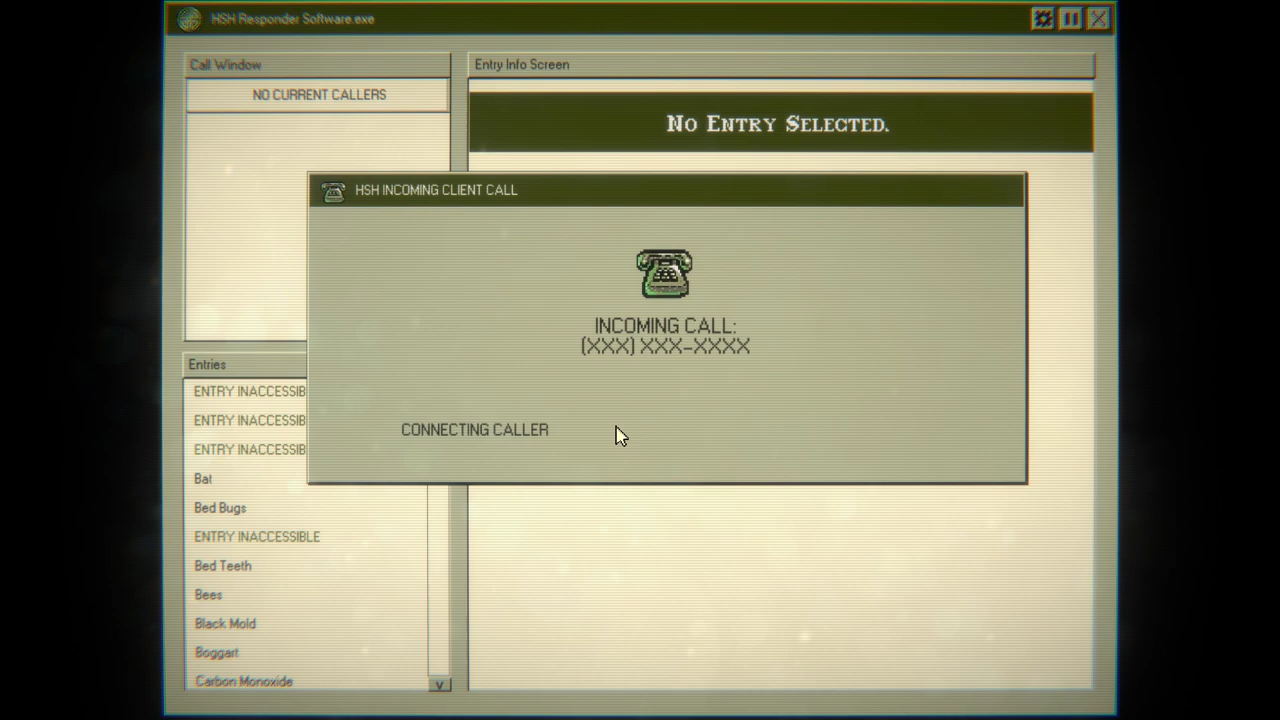 HSH Responder Software.exe
Call Window
NO CURRENT CALLERS
Entry Info Screen
No Entry Selected.
HSH INCOMING CLIENT CALL
INCOMING CALL:
(XXX) XXX-XXXX
CONNECTING CALLER
Entries
ENTRY INACCESSIB
ENTRY INACCESSIB
ENTRY INACCESSIB
Bat
Bed Bugs
ENTRY INACCESSIBLE
Bed Teeth
Bees
Black Mold
Boggart
Carbon Monoxide
v